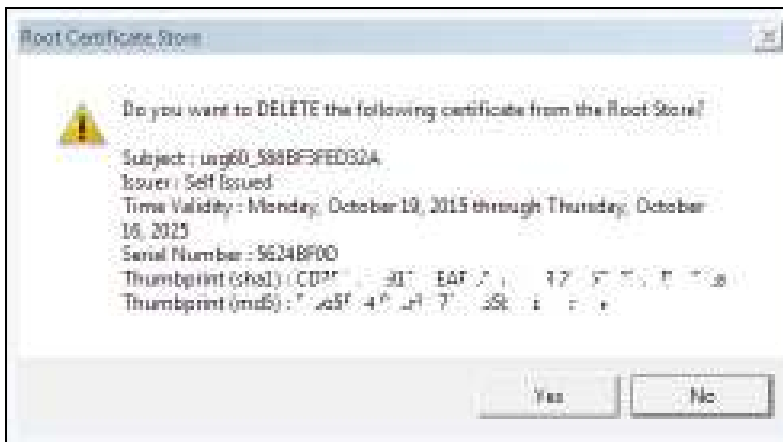 Root Certificate Store
Do you want to DELETE the following certificate from the Root Store?
Subject : usg60_588BF3FED32A
Issuer : Self Issued
Time Validity : Monday, October 19, 2015 through Thursday, October
16, 2025
Serial Number : 5624BF0D
Thumbprint (sha1) :
Thumbprint (md5) :
Yes
No